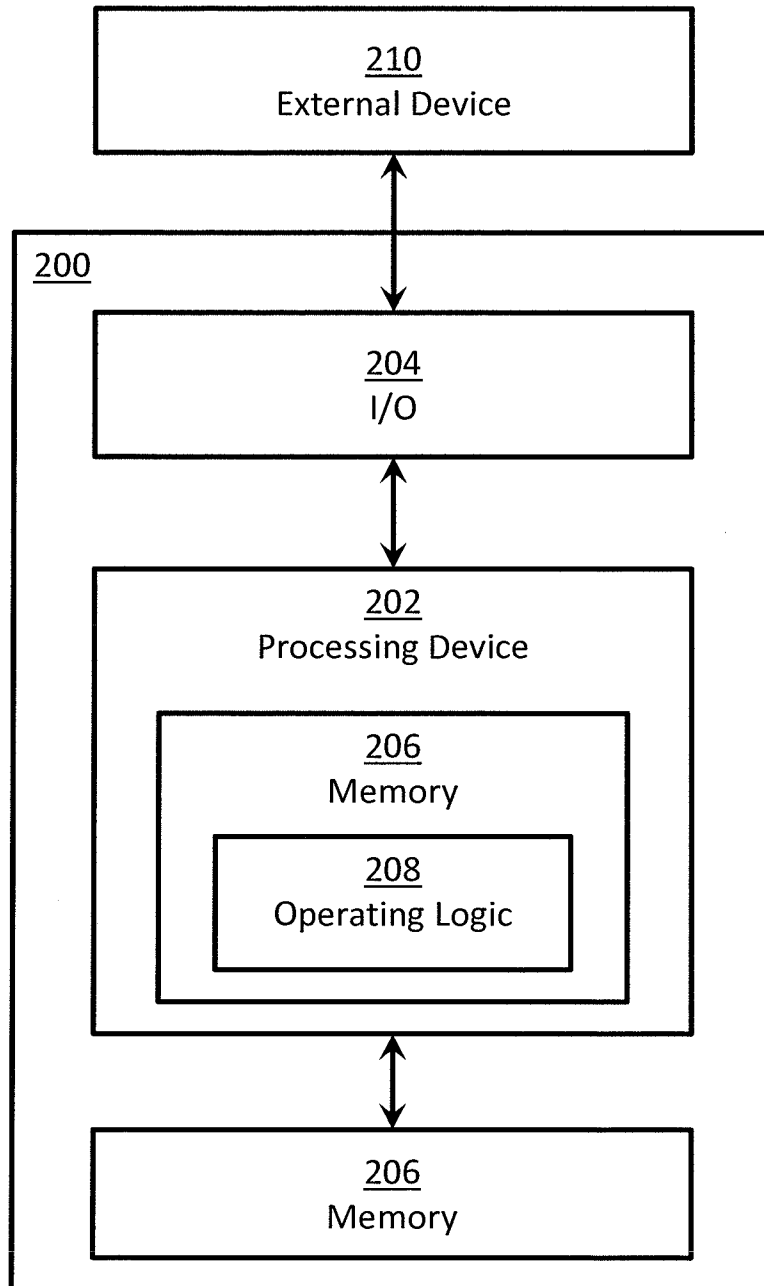 210
External Device
200
204
I/O
202
Processing Device
206
Memory
208
Operating Logic
206
Memory